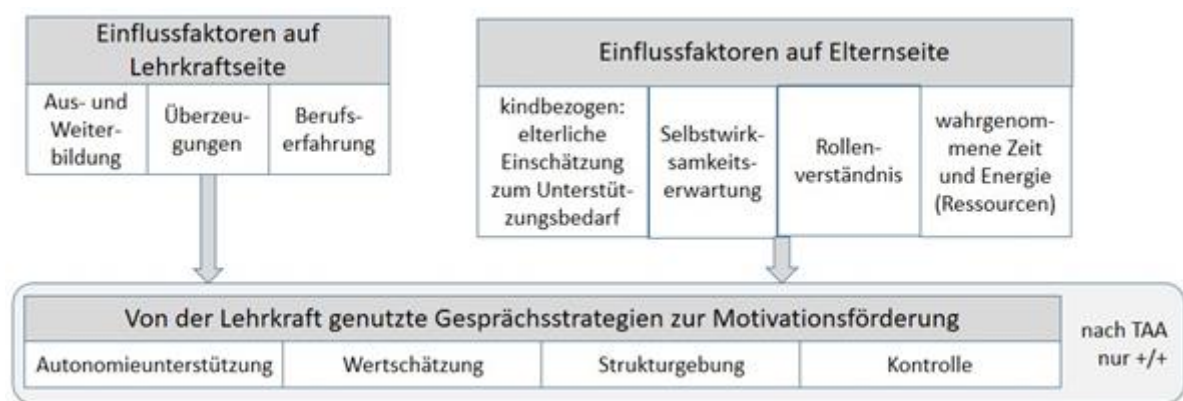 Einflussfaktoren auf
Lehrkraftseite
Aus- und
Weiter-
bildung
Überzeu-
gungen
Berufs-
erfahrung
Einflussfaktoren auf Elternseite
kindbezogen:
elterliche
Einschätzung
zum Unterstüt-
zungsbedarf
Selbstwirk-
samkeits-
erwartung
Rollen-
verständnis
wahrgenom-
mene Zeit
und Energie
(Ressourcen)
Von der Lehrkraft genutzte Gesprächsstrategien zur Motivationsförderung
Autonomieunterstützung
Wertschätzung
Strukturgebung
Kontrolle
nach TAA
nur +/+